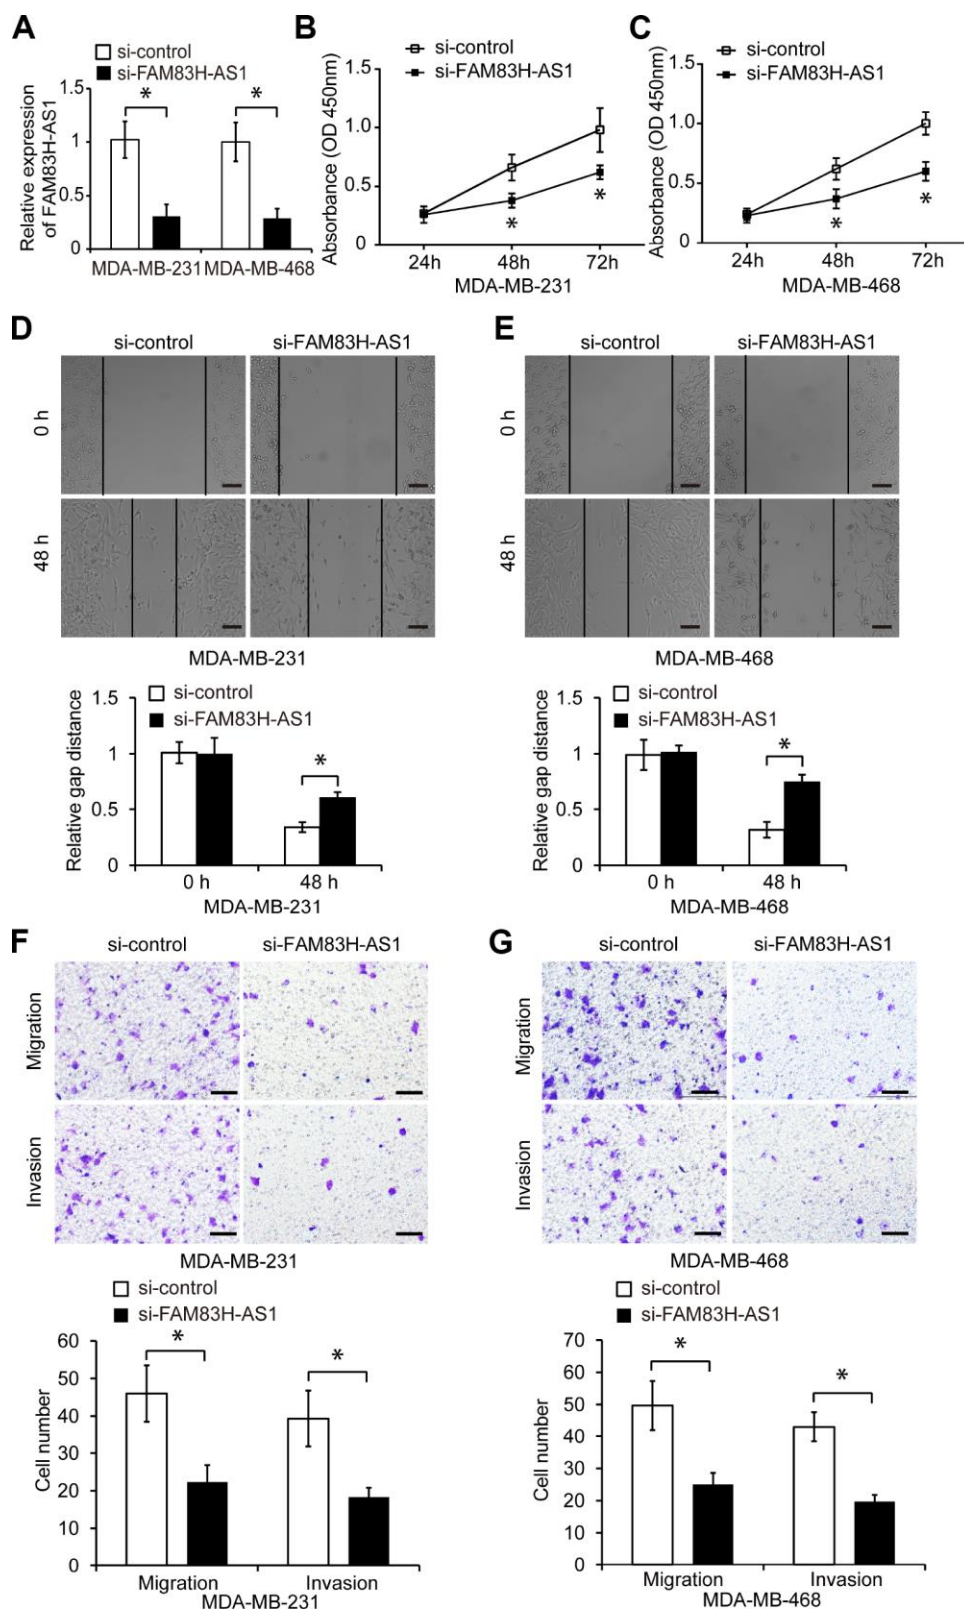 A
si-control
si-FAM83H-AS1
Relative expression
of FAM83H-AS1
1.5
1
0.5
0
*
*
MDA-MB-231
MDA-MB-468
B
si-control
si-FAM83H-AS1
Absorbance (OD 450nm)
1.5
1.0
0.5
0
*
*
24h
48h
72h
MDA-MB-231
C
si-control
si-FAM83H-AS1
Absorbance (OD 450nm)
1.5
1.0
0.5
0
*
*
24h
48h
72h
MDA-MB-468
D
si-control
si-FAM83H-AS1
0 h
48 h
MDA-MB-231
si-control
si-FAM83H-AS1
Relative gap distance
1.5
1
0.5
0
*
0 h
48 h
MDA-MB-231
E
si-control
si-FAM83H-AS1
0 h
48 h
MDA-MB-468
si-control
si-FAM83H-AS1
Relative gap distance
1.5
1
0.5
0
*
0 h
48 h
MDA-MB-468
F
si-control
si-FAM83H-AS1
Migration
Invasion
MDA-MB-231
si-control
si-FAM83H-AS1
Cell number
60
50
40
30
20
10
0
*
*
Migration
Invasion
MDA-MB-231
G
si-control
si-FAM83H-AS1
Migration
Invasion
MDA-MB-468
si-control
si-FAM83H-AS1
Cell number
70
60
50
40
30
20
10
0
*
*
Migration
Invasion
MDA-MB-468